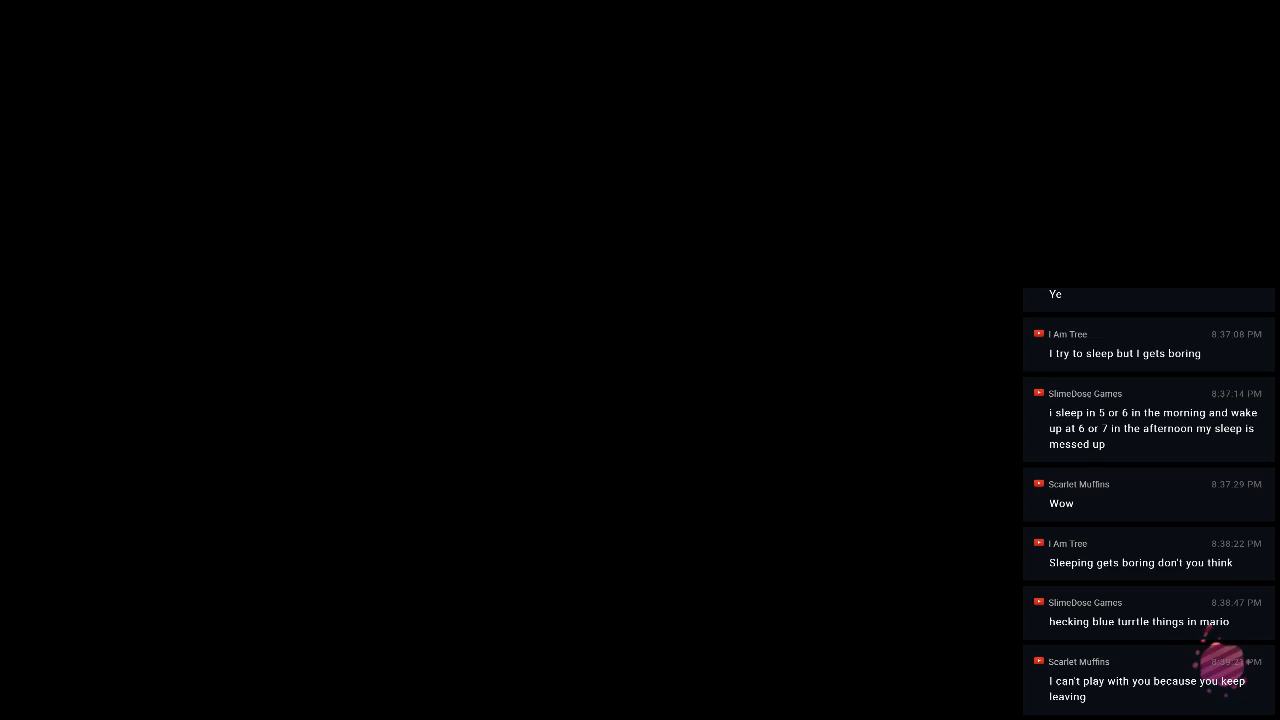 Ye
I Am Tree 8:37:08 PM
I try to sleep but I gets boring
SlimeDose Games 8:37:14 PM
i sleep in 5 or 6 in the morning and wake
up at 6 or 7 in the afternoon my sleep is
messed up
Scarlet Muffins 8:37:29 PM
Wow
I Am Tree 8:38:22 PM
Sleeping gets boring don't you think
SlimeDose Games 8:38:47 PM
hecking blue turrtle things in mario
Scarlet Muffins PM
I can't play with you because you keep
leaving